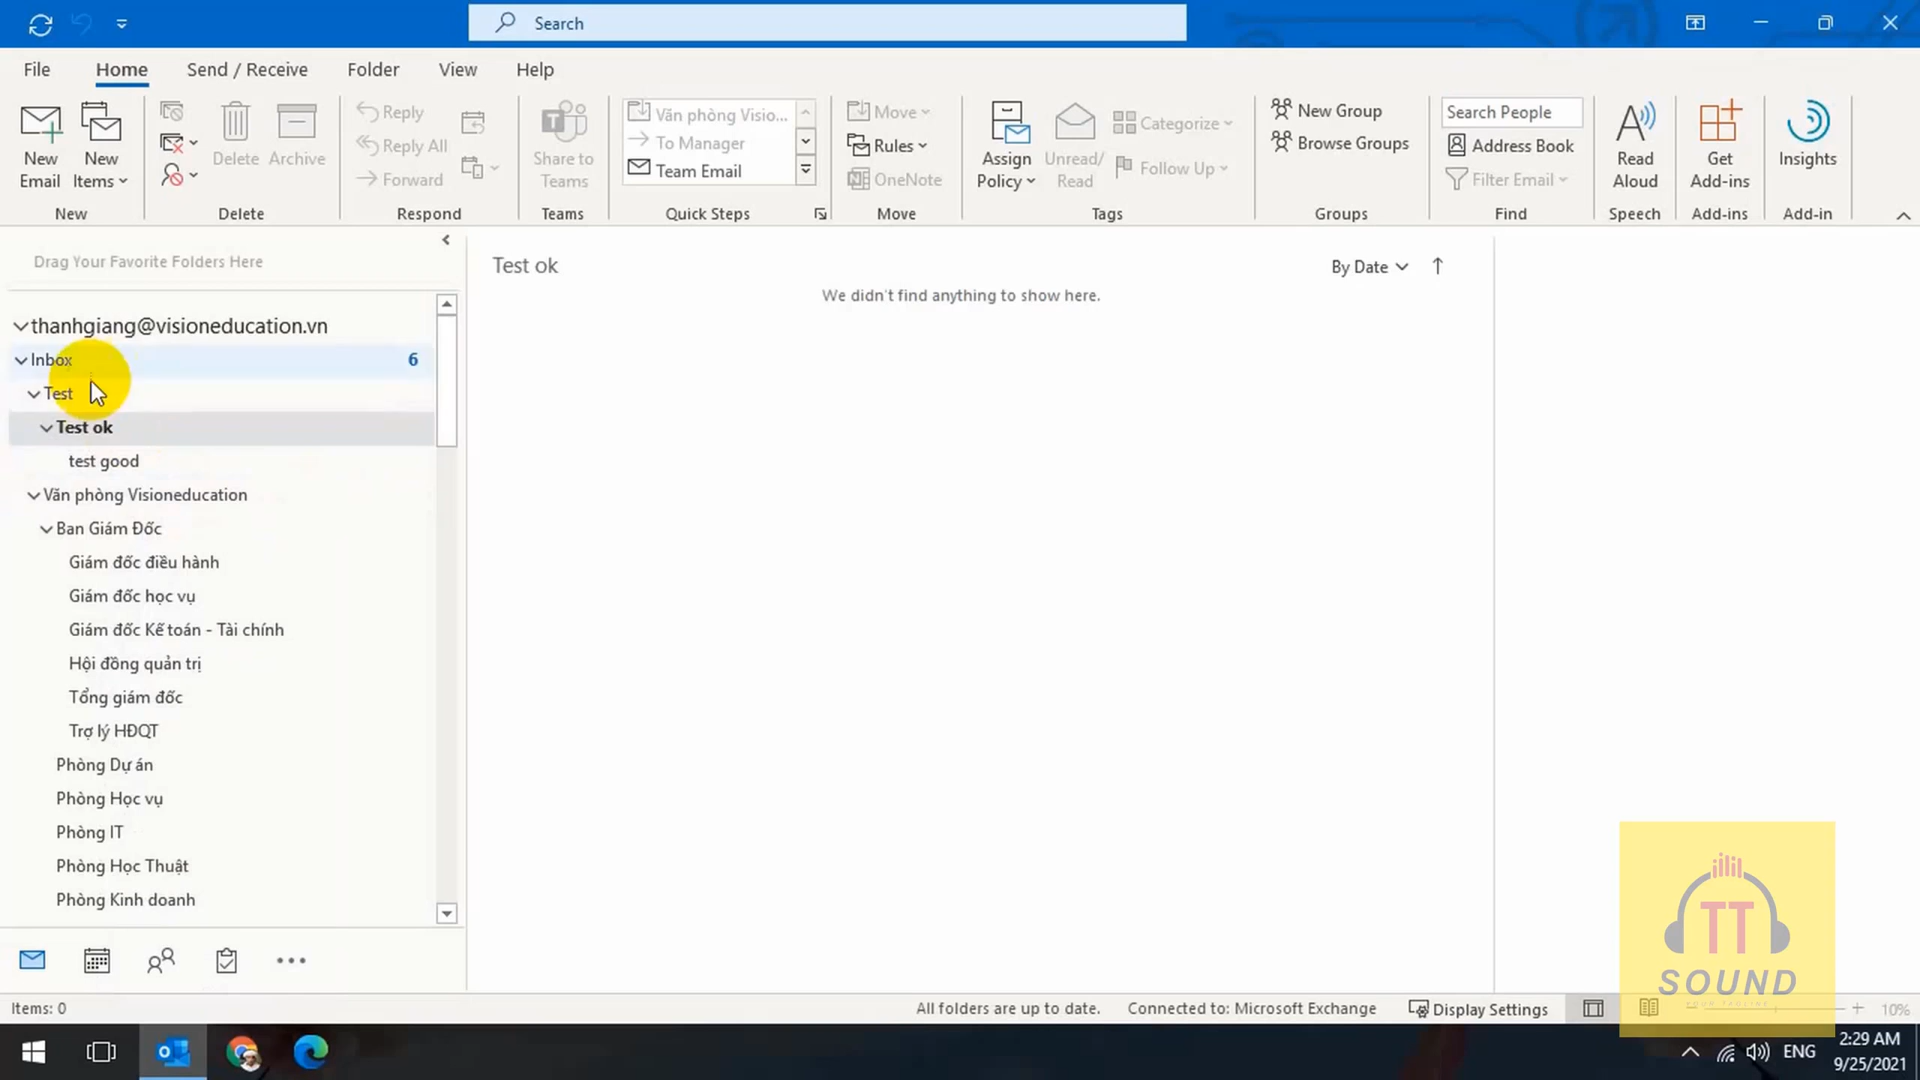 Search
File Home Send / Receive Folder View Help
New Email
New Items
New
Delete
Archive
Delete
Reply
Reply All
Forward
Respond
Share to Teams
Teams
Văn phòng Visio...
To Manager
Team Email
Quick Steps
Move
Rules
OneNote
Move
Assign Policy
Unread/ Read
Categorize
Follow Up
Tags
New Group
Browse Groups
Groups
Search People
Address Book
Filter Email
Find
Read Aloud
Speech
Get Add-ins
Add-ins
Insights
Add-in
Drag Your Favorite Folders Here
thanhgiang@visioneducation.vn
Inbox 6
Test
Test ok
test good
Văn phòng Visioneducation
Ban Giám Đốc
Giám đốc điều hành
Giám đốc học vụ
Giám đốc Kế toán - Tài chính
Hội đồng quản trị
Tổng giám đốc
Trợ lý HĐQT
Phòng Dự án
Phòng Học vụ
Phòng IT
Phòng Học Thuật
Phòng Kinh doanh
Test ok
By Date
We didn't find anything to show here.
TT
SOUND
Items: 0
All folders are up to date.
Connected to: Microsoft Exchange
Display Settings
10%
ENG
2:29 AM
9/25/2021